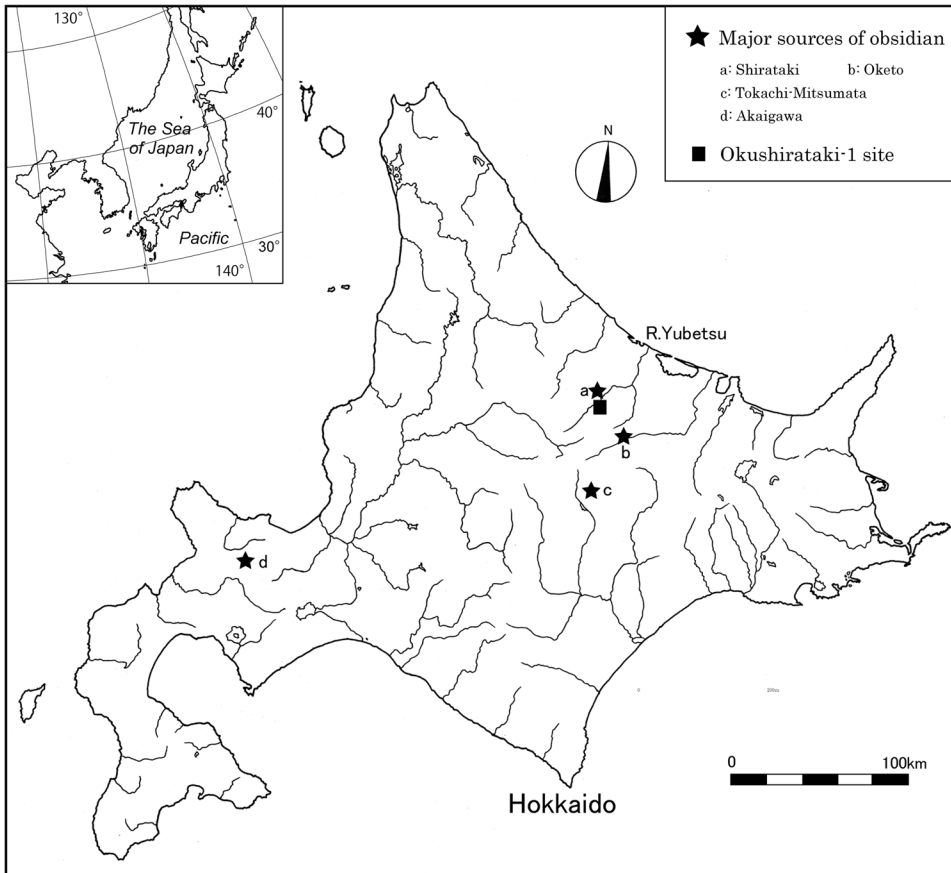 130°
40°
The Sea
of Japan
Pacific
30°
140°
Major sources of obsidian
a: Shirataki b: Oketo
c: Tokachi-Mitsumata
d: Akaigawa
Okushirataki-1 site
N
R.Yubetsu
a
b
c
d
0
0 100km
Hokkaido